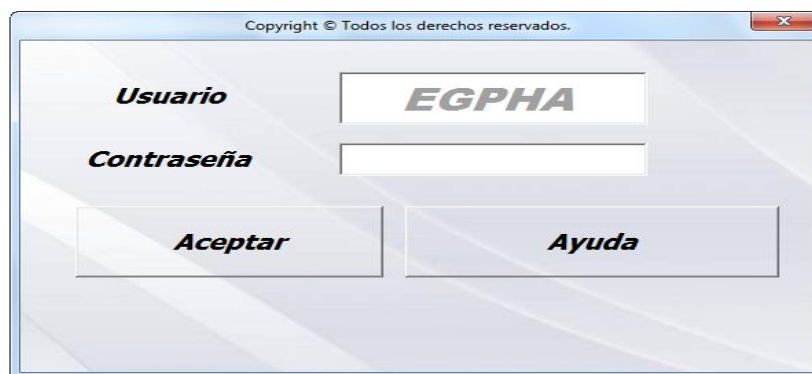 Copyright © Todos los derechos reservados.
Usuario
EGPHA
Contraseña
Aceptar
Ayuda